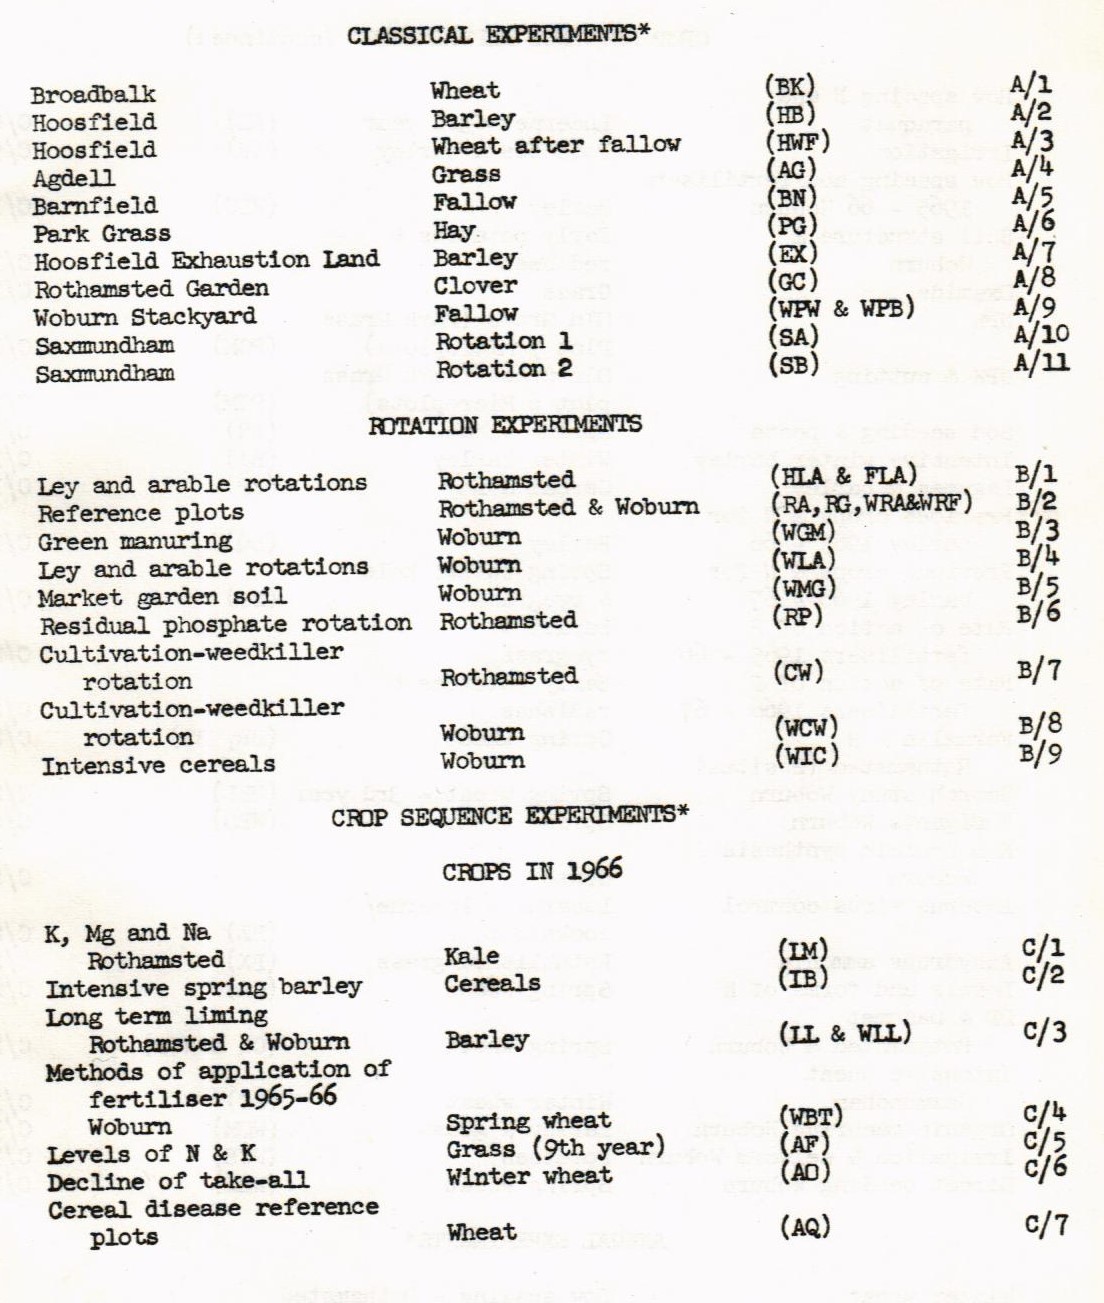 CLASSICAL EXPERIMENTS*
Broadbalk Wheat (BK) A/1
Hoosfield Barley (HB) A/2
Hoosfield Wheat after fallow (HWF) A/3
Agdell Grass (AG) A/4
Barnfield Fallow (BN) A/5
Park Grass Hay (PG) A/6
Hoosfield Exhaustion Land Barley (EX) A/7
Rothamsted Garden Clover (GC) A/8
Woburn Stackyard Fallow (WPW & WPB) A/9
Saxmundham Rotation 1 (SA) A/10
Saxmundham Rotation 2 (SB) A/11
ROTATION EXPERIMENTS
Ley and arable rotations Rothamsted (HLA & FLA) B/1
Reference plots Rothamsted & Woburn (RA,RG,WRA&WRF) B/2
Green manuring Woburn (WGM) B/3
Ley and arable rotations Woburn (WLA) B/4
Market garden soil Woburn (WMG) B/5
Residual phosphate rotation Rothamsted (RP) B/6
Cultivation-weedkiller
rotation Rothamsted (CW) B/7
Cultivation-weedkiller
rotation Woburn (WCW) B/8
Intensive cereals Woburn (WIC) B/9
CROP SEQUENCE EXPERIMENTS*
CROPS IN 1966
K, Mg and Na
Rothamsted Kale (IM) C/1
Intensive spring barley Cereals (IB) C/2
Long term liming
Rothamsted & Woburn Barley (LL & WLL) C/3
Methods of application of
fertiliser 1965-66
Woburn Spring wheat (WBT) C/4
Levels of N & K Grass (9th year) (AF) C/5
Decline of take-all Winter wheat (AO) C/6
Cereal disease reference
plots Wheat (AQ) C/7